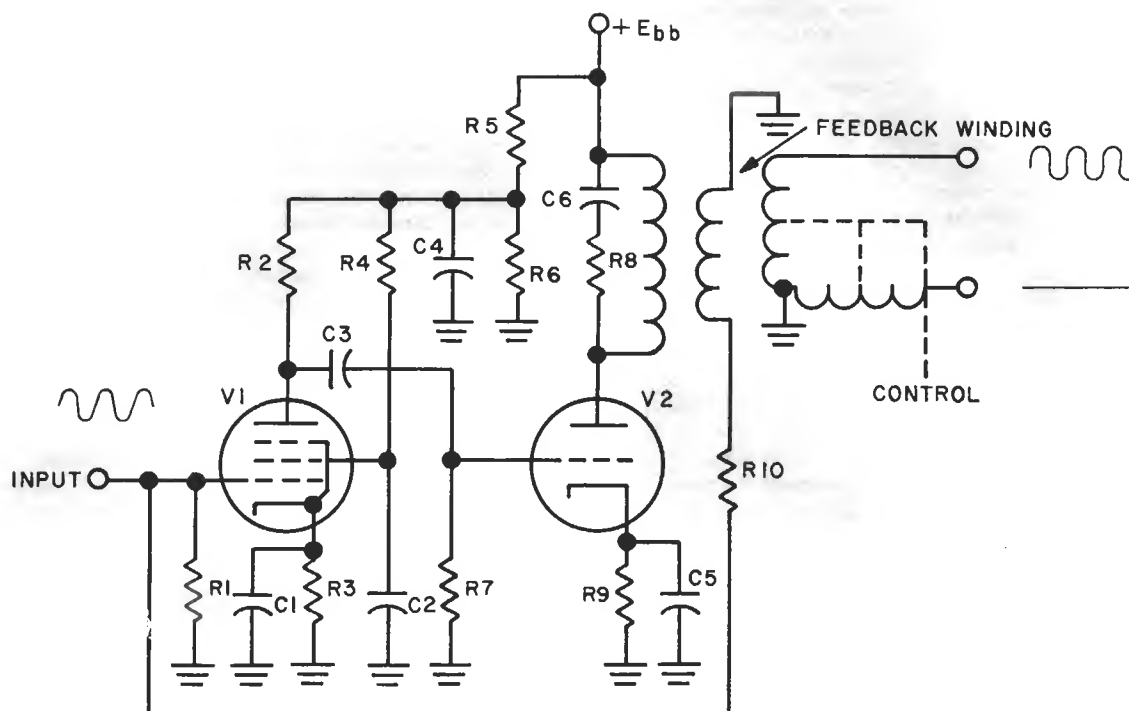 + Ebb
R5
FEEDBACK WINDING
C6
R2
R4
C4
R6
R8
C3
CONTROL
V1
V2
INPUT
R10
R1
C1
R3
C2
R7
R9
C5